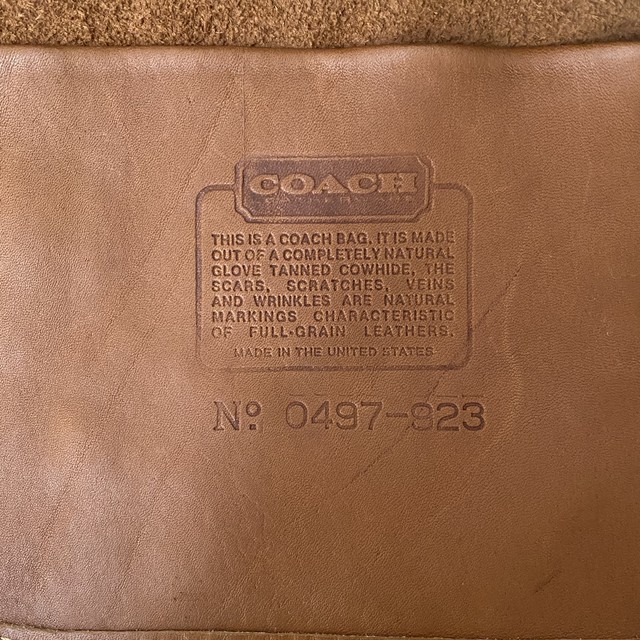 COACH
THIS IS A COACH BAG. IT IS MADE
OUT OF A COMPLETELY NATURAL
GLOVE TANNED COWHIDE, THE
SCARS, SCRATCHES, VEINS
AND WRINKLES ARE NATURAL
MARKINGS CHARACTERISTIC
OF FULL-GRAIN LEATHERS.
MADE IN THE UNITED STATES
Nº. 0497-823